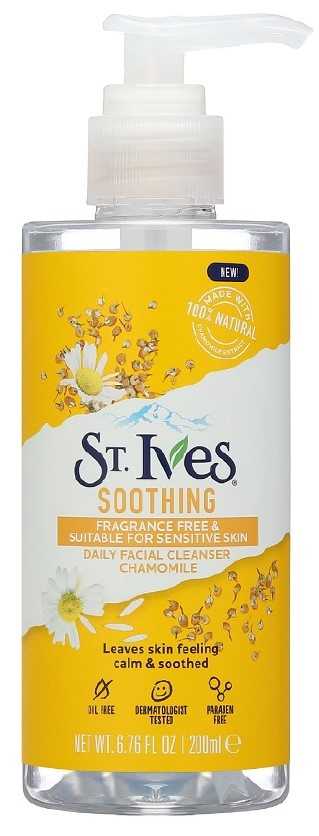 NEW!
MADE WITH
100% NATURAL
CHAMOMILE EXTRACT
ST. IVES®
SOOTHING
FRAGRANCE FREE &
SUITABLE FOR SENSITIVE SKIN
DAILY FACIAL CLEANSER
CHAMOMILE
Leaves skin feeling
calm & soothed
OIL FREE
DERMATOLOGIST
TESTED
PARABEN
FREE
NET WT. 6.76 FL OZ | 200ml ℮